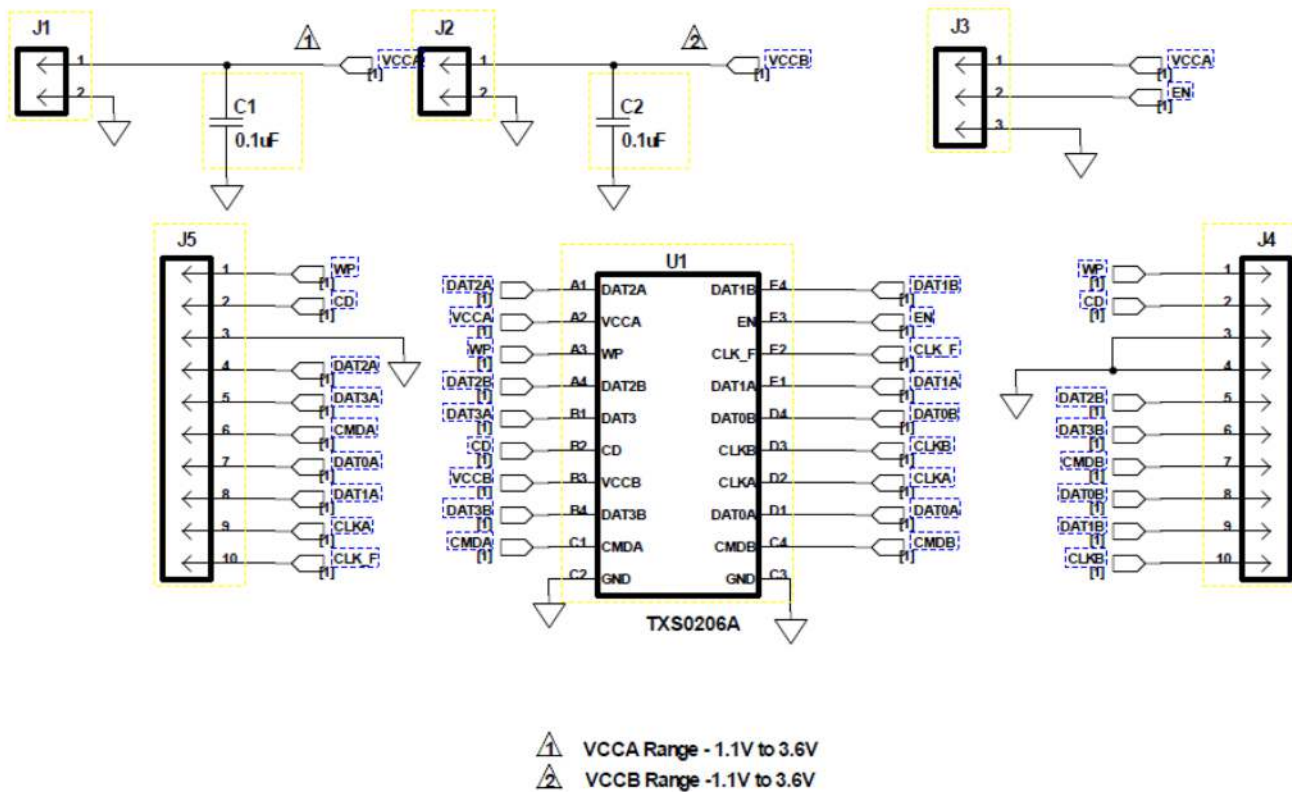 J1
1
2
1
VCCA
[1]
C1
0.1uF
J2
1
2
2
VCCB
[1]
C2
0.1uF
J3
1
2
3
VCCA
[1]
EN
[1]
J5
1 WP
[1]
2 CD
[1]
3
4 DAT2A
[1]
5 DAT3A
[1]
6 CMDA
[1]
7 DAT0A
[1]
8 DAT1A
[1]
9 CLKA
[1]
10 CLK_F
[1]
U1
DAT2A A1 DAT2A DAT1B E4 DAT1B
[1] [1]
VCCA A2 VCCA EN E3 EN
[1] [1]
WP A3 WP CLK_F E2 CLK_F
[1] [1]
DAT2B A4 DAT2B DAT1A E1 DAT1A
[1] [1]
DAT3A B1 DAT3 DAT0B D4 DAT0B
[1] [1]
CD B2 CD CLKB D3 CLKB
[1] [1]
VCCB B3 VCCB CLKA D2 CLKA
[1] [1]
DAT3B B4 DAT3B DAT0A D1 DAT0A
[1] [1]
CMDA C1 CMDA CMDB C4 CMDB
[1] [1]
C2 GND GND C3
TXS0206A
J4
WP 1
[1]
CD 2
[1]
3
4
DAT2B 5
[1]
DAT3B 6
[1]
CMDB 7
[1]
DAT0B 8
[1]
DAT1B 9
[1]
CLKB 10
[1]
1 VCCA Range - 1.1V to 3.6V
2 VCCB Range -1.1V to 3.6V